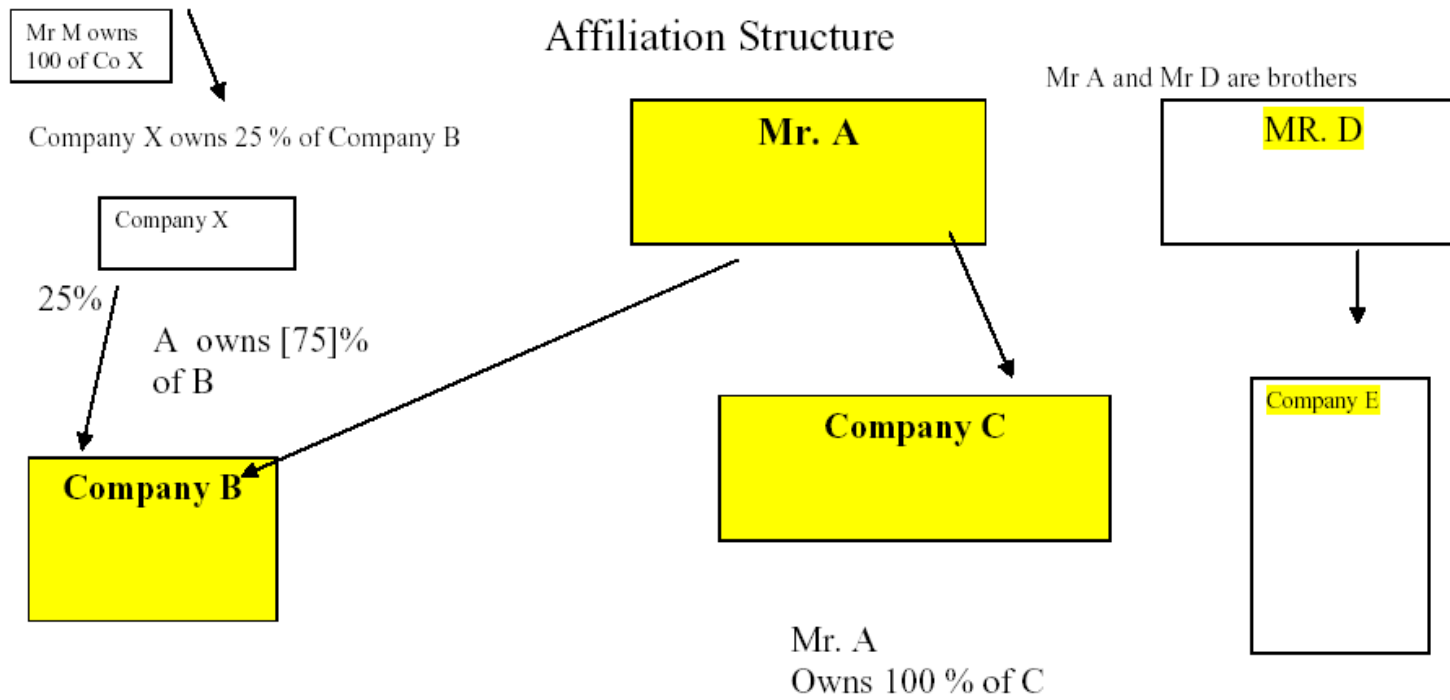 Mr M owns
100 of Co X
Affiliation Structure
Mr A and Mr D are brothers
Company X owns 25 % of Company B
Mr. A
MR. D
Company X
25%
A owns [75]%
of B
Company C
Company E
Company B
Mr. A
Owns 100 % of C